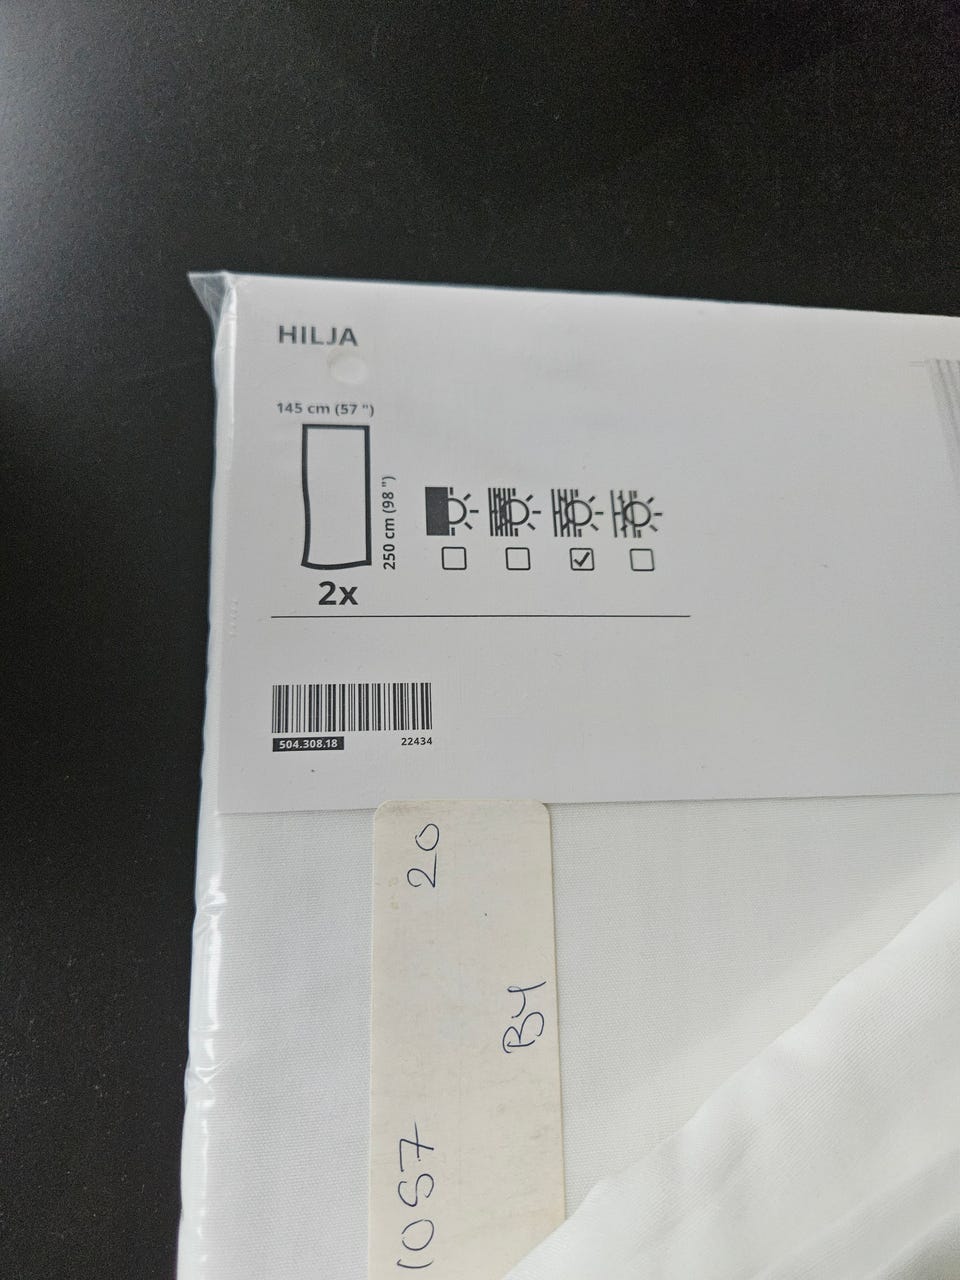 HILJA
145 cm (57 ")
250 cm (98 ")
2x
504.308.18
22434
20
B4
1057